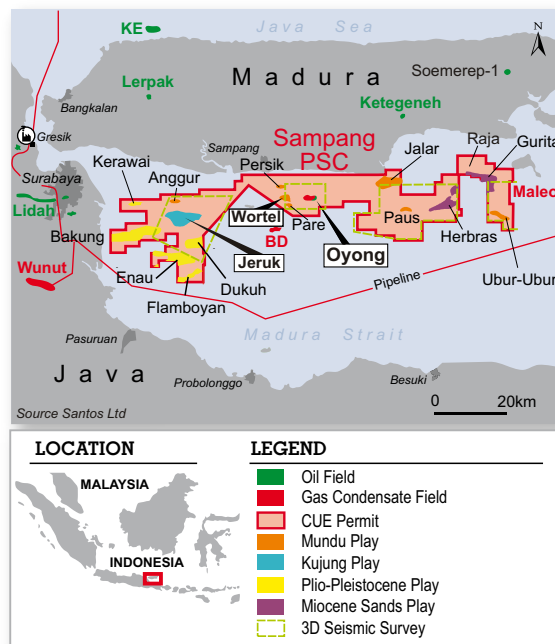 Java Sea
N
KE
Madura
Lerpak
Soemerep-1
Bangkalan
Ketegeneh
Gresik
Sampang
Sampang
PSC
Raja
Gurita
Jalar
Kerawai
Persik
Surabaya
Anggur
Maleo
Lidah
Wortel
Pare
Paus
Bakung
BD
Herbras
Jeruk
Oyong
Wunut
Enau
Dukuh
Ubur-Ubur
Flamboyan
Pipeline
Madura Strait
Pasuruan
Java
Probolonggo
Besuki
0 20km
Source Santos Ltd
LOCATION
MALAYSIA
INDONESIA
LEGEND
Oil Field
Gas Condensate Field
CUE Permit
Mundu Play
Kujung Play
Plio-Pleistocene Play
Miocene Sands Play
3D Seismic Survey